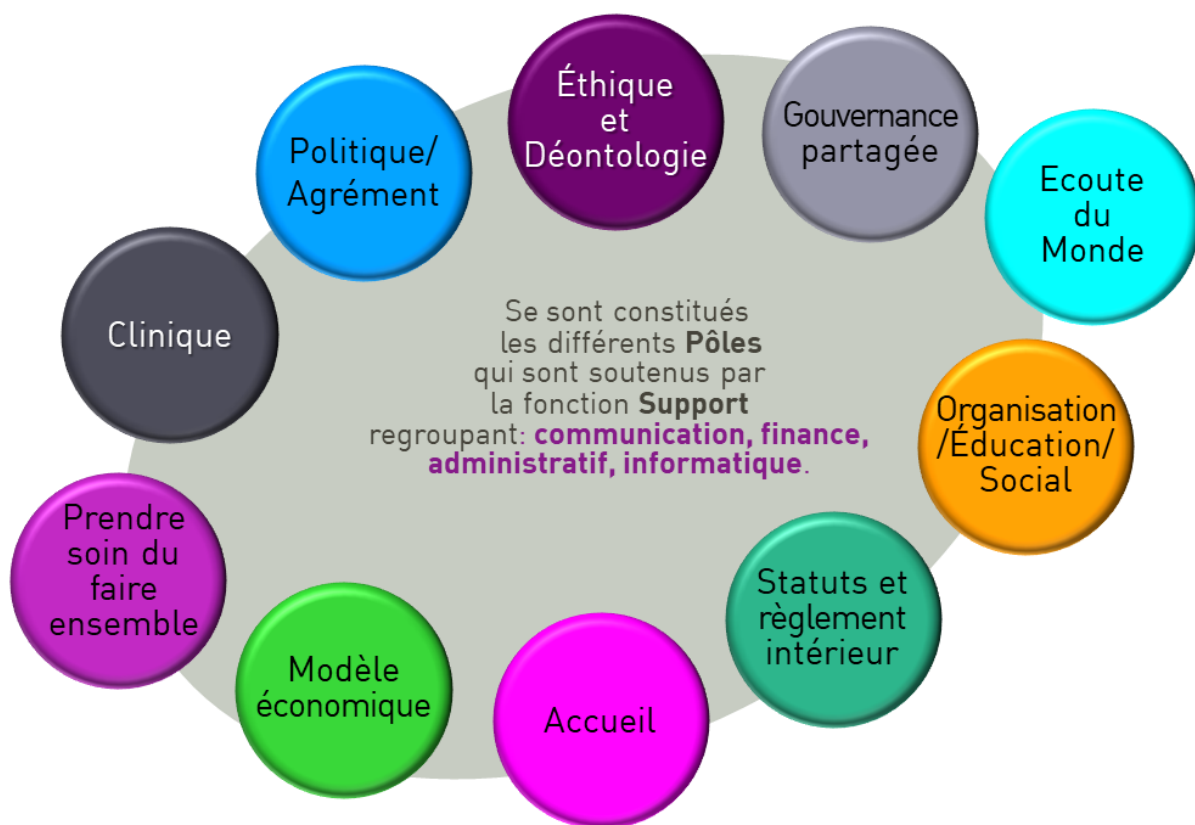 Éthique
et
Déontologie
Gouvernance
partagée
Politique/
Agrément
Ecoute
du
Monde
Clinique
Se sont constitués
les différents Pôles
qui sont soutenus par
la fonction Support
regroupant: communication, finance,
administratif, informatique.
Organisation
/Éducation/
Social
Prendre
soin du
faire
ensemble
Statuts et
règlement
intérieur
Modèle
économique
Accueil